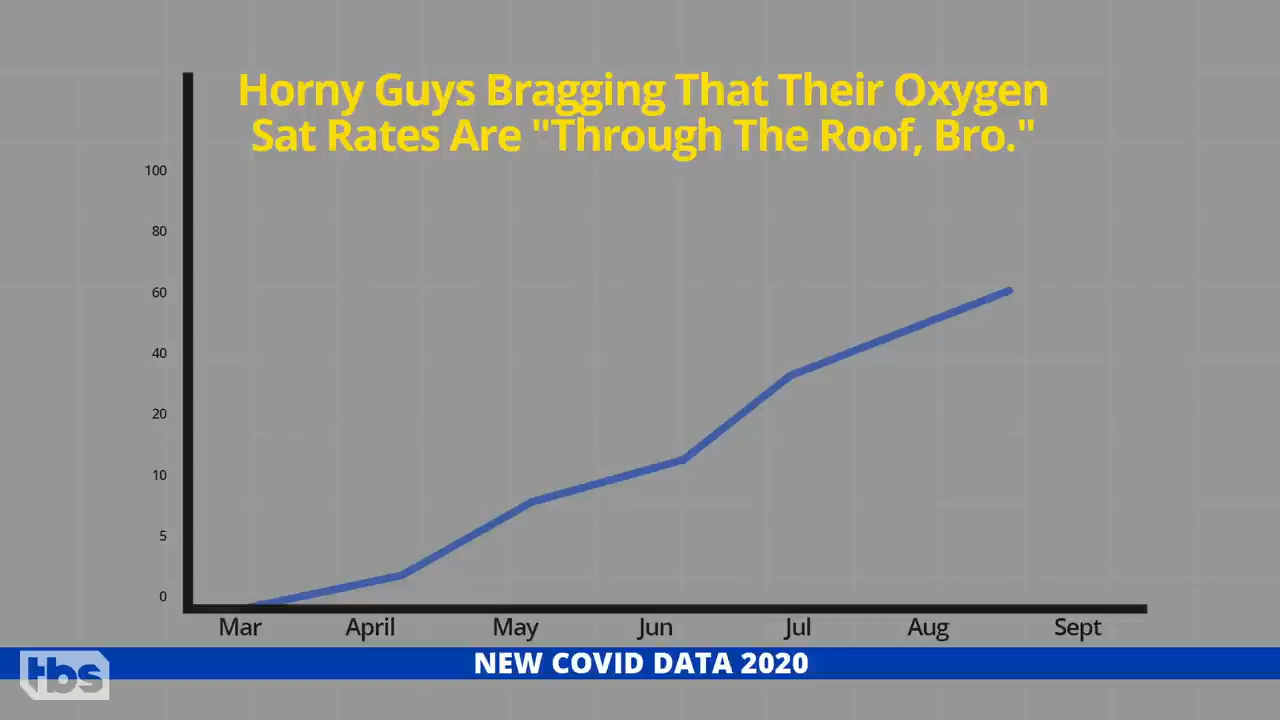 Horny Guys Bragging That Their Oxygen
Sat Rates Are "Through The Roof, Bro."
100
80
60
40
20
10
5
0
Mar April May Jun Jul Aug Sept
NEW COVID DATA 2020
tbs